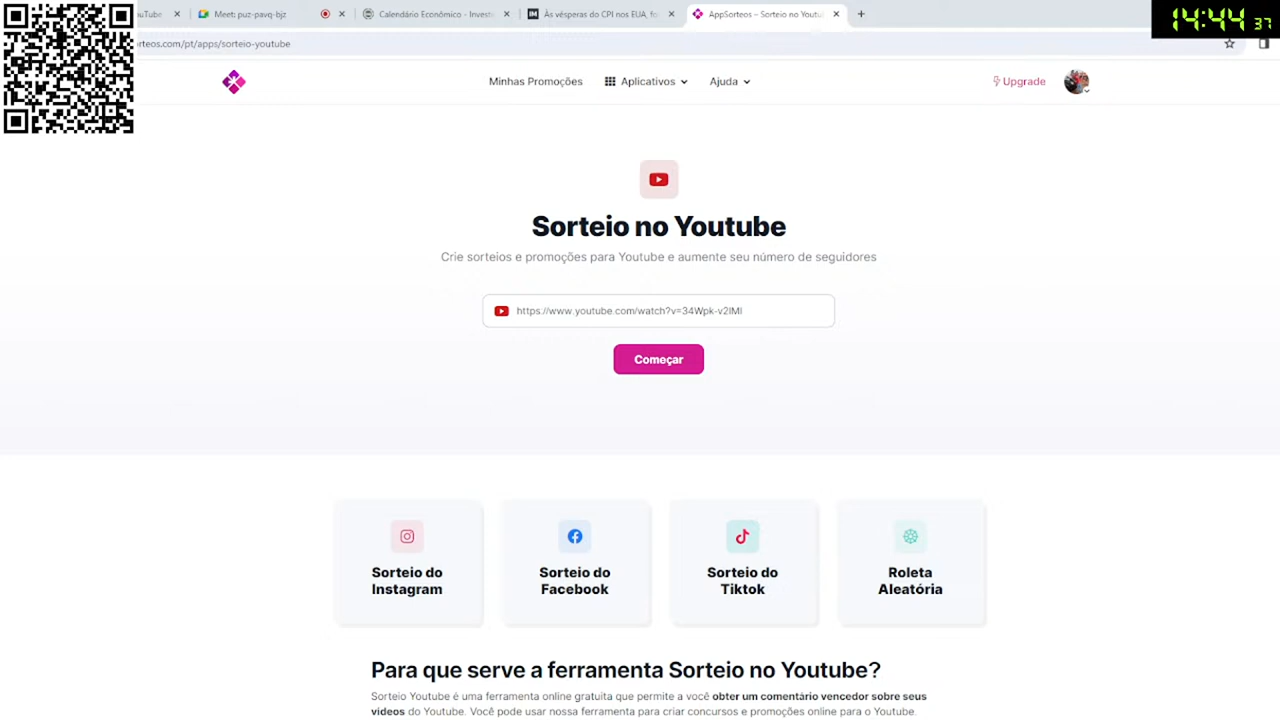 uTube
Meet: puz-pavq-bjz
Calendário Econômico - Investi
Às vésperas do CPI nos EUA, fo
AppSorteos – Sorteio no Youtub
14:44 37
rteos.com/pt/apps/sorteio-youtube
Minhas Promoções
Aplicativos
Ajuda
Upgrade
Sorteio no Youtube
Crie sorteios e promoções para Youtube e aumente seu número de seguidores
https://www.youtube.com/watch?v=34Wpk-v2IMI
Começar
Sorteio do
Instagram
Sorteio do
Facebook
Sorteio do
Tiktok
Roleta
Aleatória
Para que serve a ferramenta Sorteio no Youtube?
Sorteio Youtube é uma ferramenta online gratuita que permite a você obter um comentário vencedor sobre seus
vídeos do Youtube. Você pode usar nossa ferramenta para criar concursos e promoções online para o Youtube.